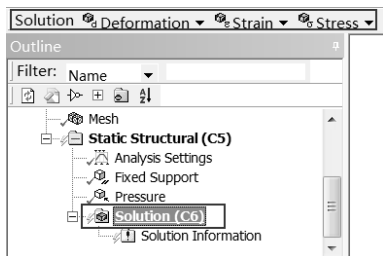 Solution Deformation Strain Stress
Outline
Filter: Name
Mesh
Static Structural (C5)
Analysis Settings
Fixed Support
Pressure
Solution (C6)
Solution Information